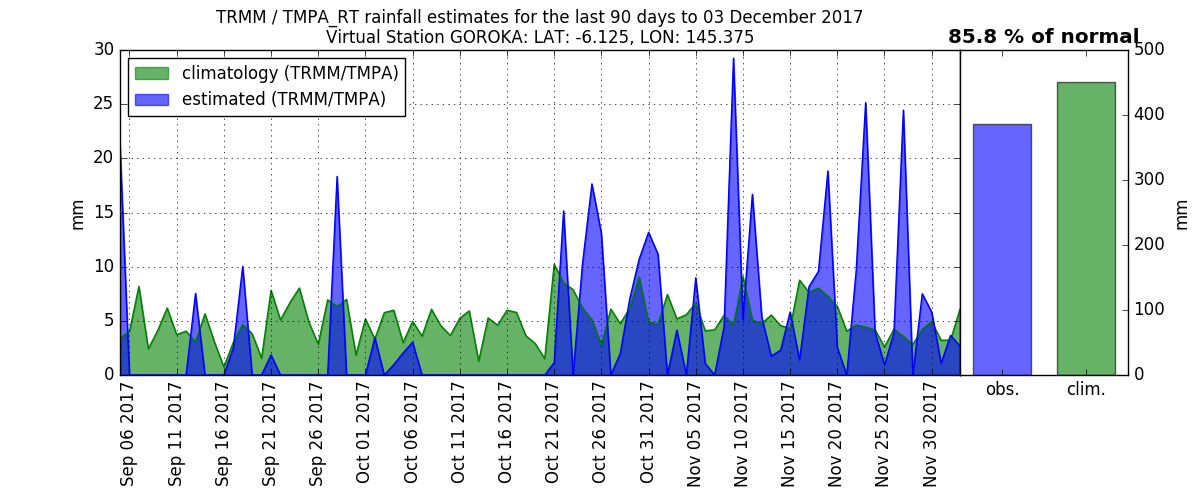 TRMM / TMPA_RT rainfall estimates for the last 90 days to 03 December 2017
Virtual Station GOROKA: LAT: -6.125, LON: 145.375
85.8 % of normal
climatology (TRMM/TMPA)
estimated (TRMM/TMPA)
30
25
20
15
10
5
0
mm
Sep 06 2017
Sep 11 2017
Sep 16 2017
Sep 21 2017
Sep 26 2017
Oct 01 2017
Oct 06 2017
Oct 11 2017
Oct 16 2017
Oct 21 2017
Oct 26 2017
Oct 31 2017
Nov 05 2017
Nov 10 2017
Nov 15 2017
Nov 20 2017
Nov 25 2017
Nov 30 2017
obs.
clim.
500
400
300
200
100
0
mm